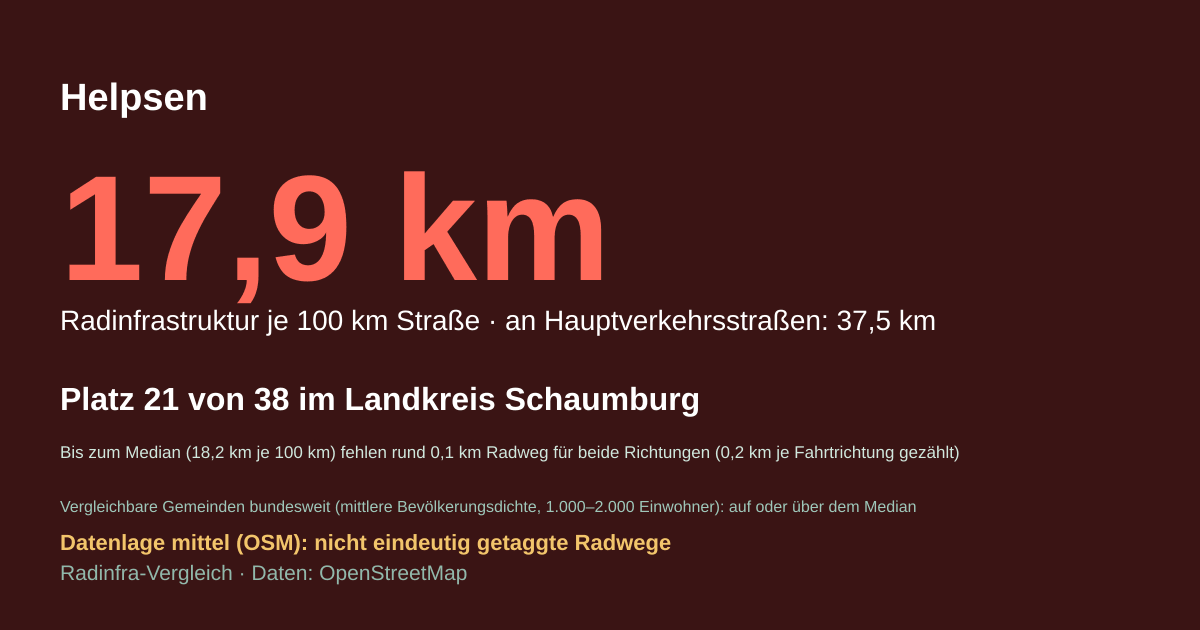 Helpsen
17,9 km
Radinfrastruktur je 100 km Straße · an Hauptverkehrsstraßen: 37,5 km
Platz 21 von 38 im Landkreis Schaumburg
Bis zum Median (18,2 km je 100 km) fehlen rund 0,1 km Radweg für beide Richtungen (0,2 km je Fahrtrichtung gezählt)
Vergleichbare Gemeinden bundesweit (mittlere Bevölkerungsdichte, 1.000–2.000 Einwohner): auf oder über dem Median
Datenlage mittel (OSM): nicht eindeutig getaggte Radwege
Radinfra-Vergleich · Daten: OpenStreetMap